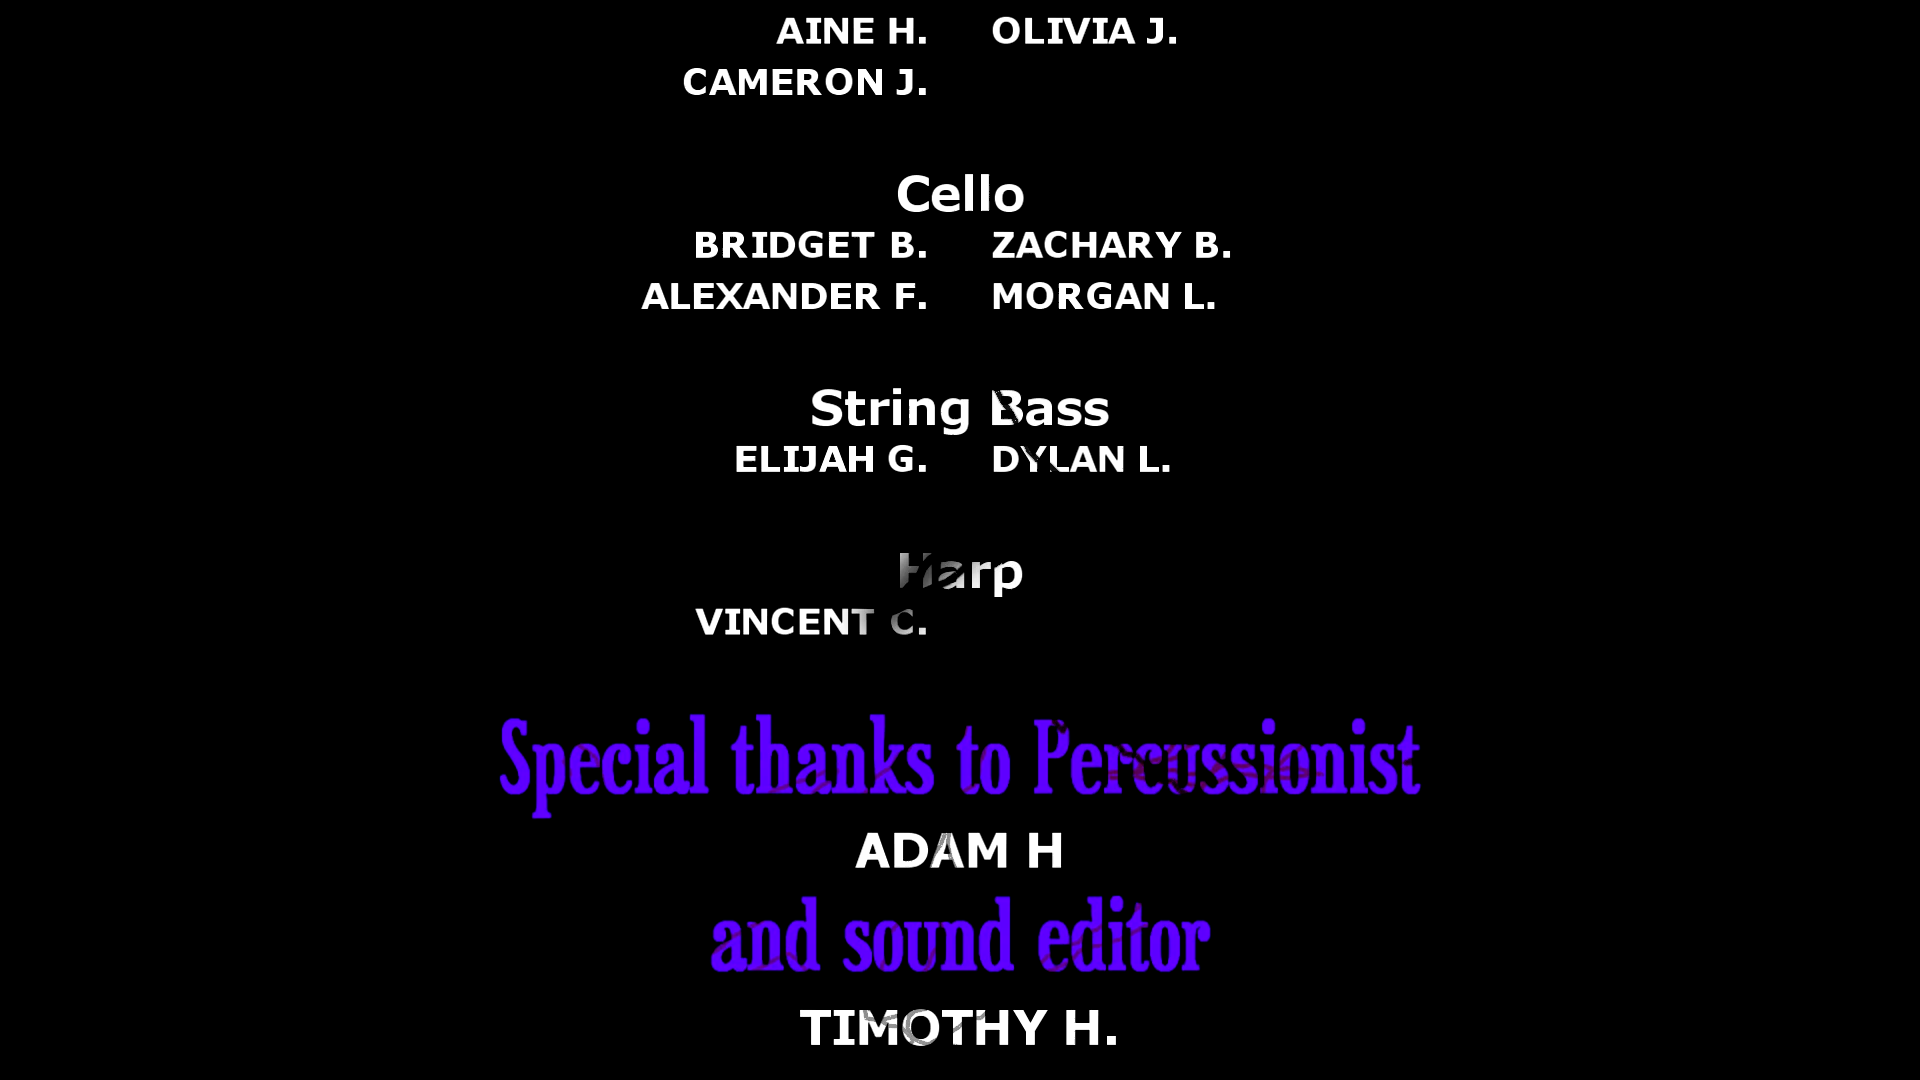 AINE H. OLIVIA J.
CAMERON J.
Cello
BRIDGET B. ZACHARY B.
ALEXANDER F. MORGAN L.
String Bass
ELIJAH G. DYLAN L.
Harp
VINCENT C.
Special thanks to Percussionist
ADAM H
and sound editor
TIMOTHY H.